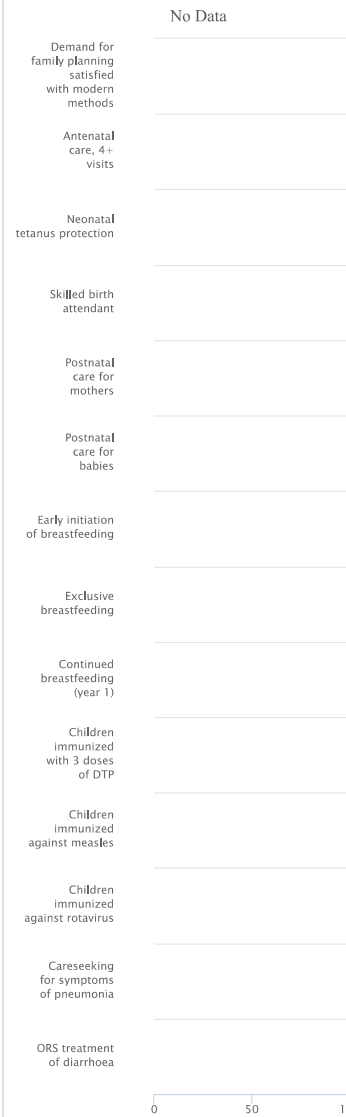 No Data
Demand for
family planning
satisfied
with modern
methods
Antenatal
care, 4+
visits
Neonatal
tetanus protection
Skilled birth
attendant
Postnatal
care for
mothers
Postnatal
care for
babies
Early initiation
of breastfeeding
Exclusive
breastfeeding
Continued
breastfeeding
(year 1)
Children
immunized
with 3 doses
of DTP
Children
immunized
against measles
Children
immunized
against rotavirus
Careseeking
for symptoms
of pneumonia
ORS treatment
of diarrhoea
0 50